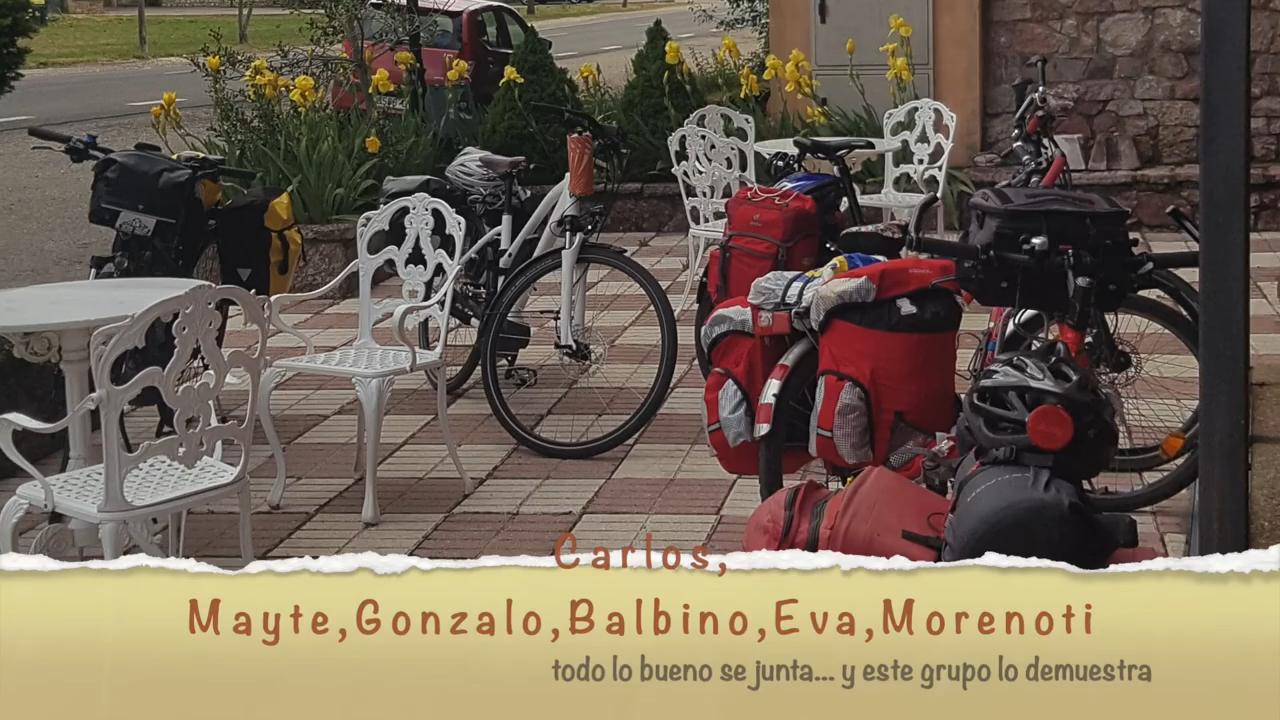 Carlos,
Mayte,Gonzalo,Balbino,Eva,Morenoti
todo lo bueno se junta... y este grupo lo demuestra